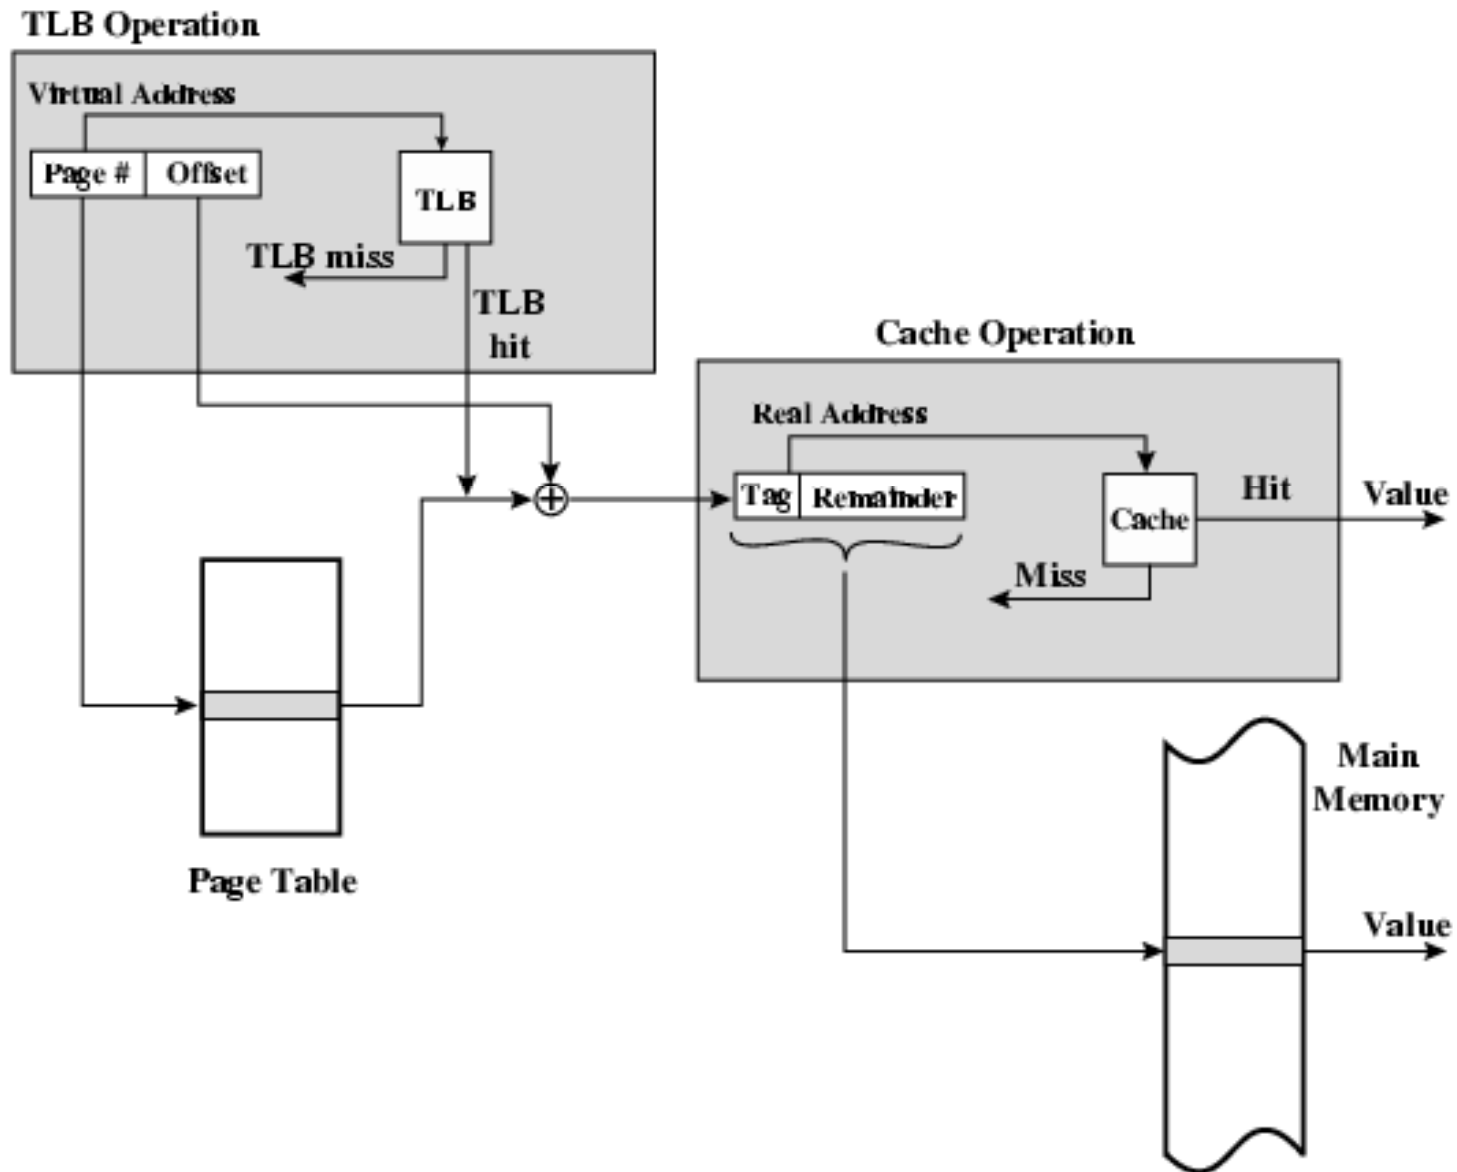 TLB Operation
Virtual Address
Page # Offset
TLB
TLB miss
TLB
hit
Cache Operation
Real Address
Tag Remainder
Cache
Hit
Value
Miss
Page Table
Main
Memory
Value